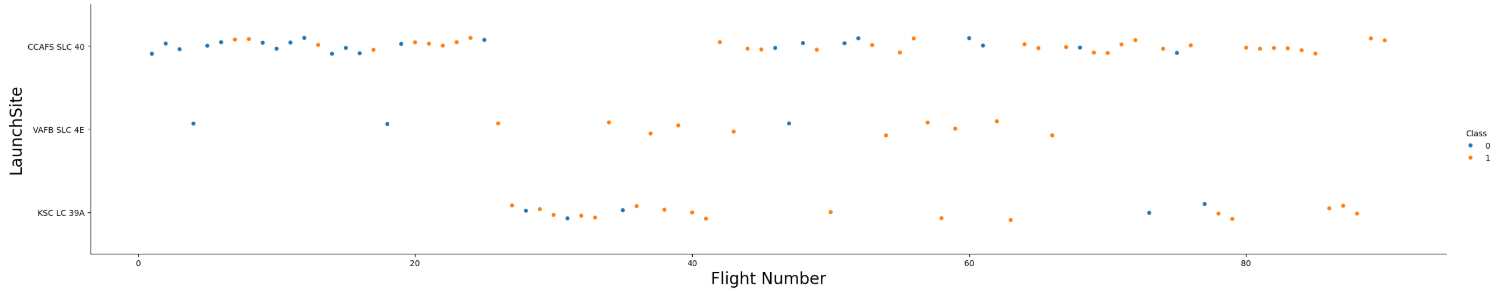 LaunchSite
CCAFS SLC 40
VAFB SLC 4E
KSC LC 39A
0 20 40 60 80
Flight Number
Class
0
1